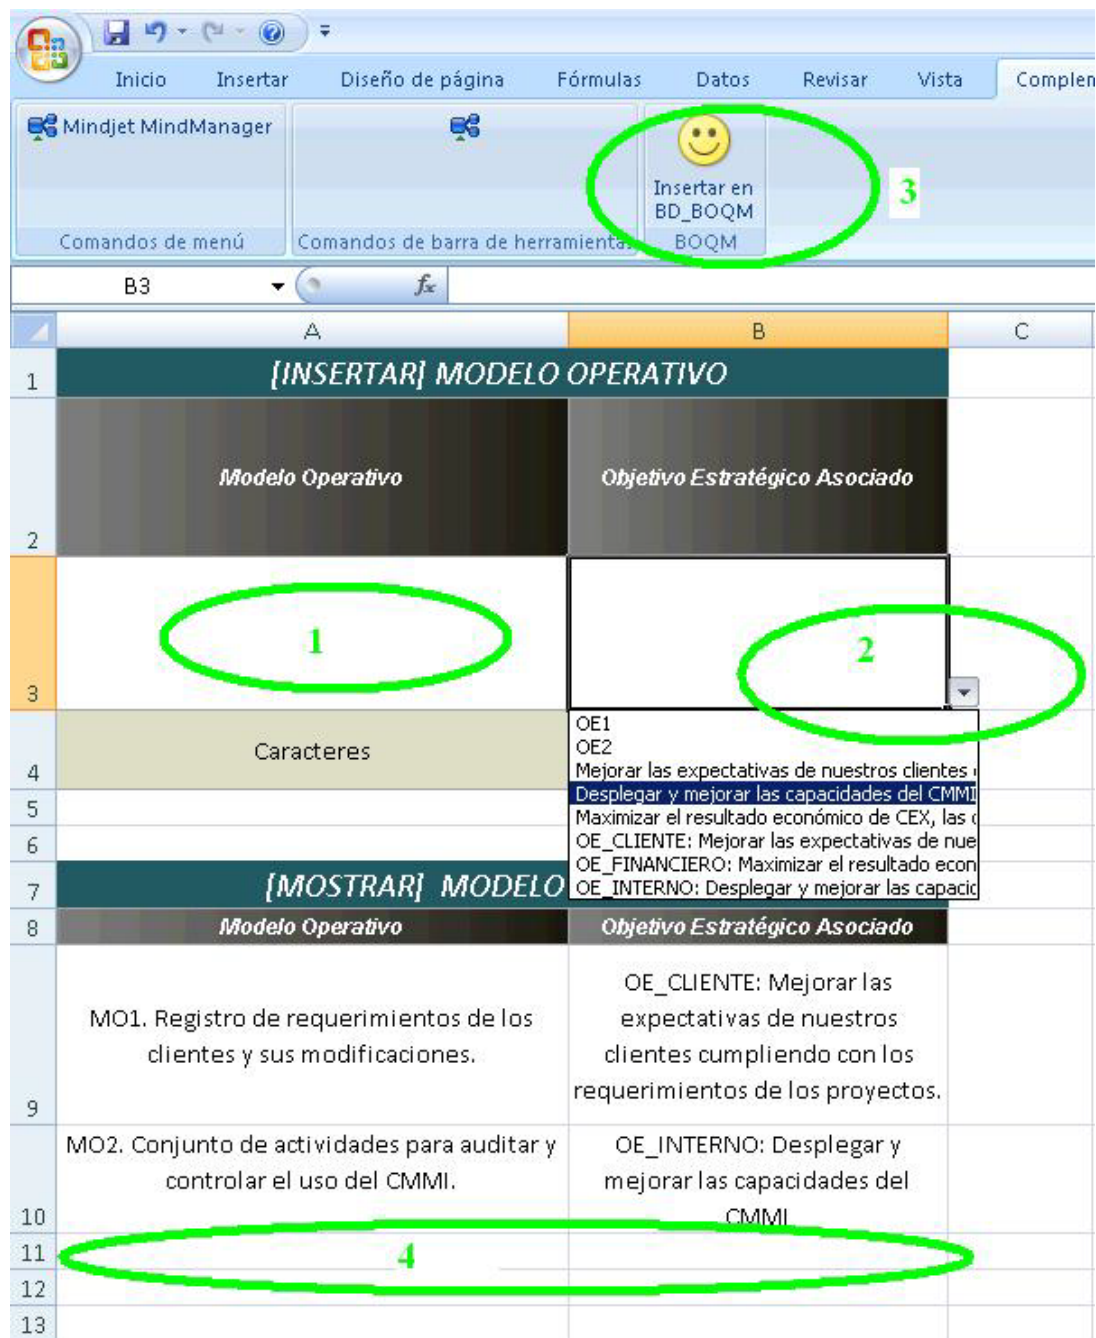 Inicio Insertar Diseño de página Fórmulas Datos Revisar Vista Complem
Mindjet MindManager
Insertar en
BD_BOQM
3
Comandos de menú Comandos de barra de herramientas BOQM
B3 fx
A B C
1 [INSERTAR] MODELO OPERATIVO
2 Modelo Operativo Objetivo Estratégico Asociado
3 1 2
OE1
OE2
Mejorar las expectativas de nuestros clientes
Desplegar y mejorar las capacidades del CMMI
Maximizar el resultado económico de CEX, las
OE_CLIENTE: Mejorar las expectativas de nue
OE_FINANCIERO: Maximizar el resultado econ
OE_INTERNO: Desplegar y mejorar las capacid
4 Caracteres
5
6
7 [MOSTRAR] MODELO
8 Modelo Operativo Objetivo Estratégico Asociado
9
MO1. Registro de requerimientos de los
clientes y sus modificaciones.
OE_CLIENTE: Mejorar las
expectativas de nuestros
clientes cumpliendo con los
requerimientos de los proyectos.
10
MO2. Conjunto de actividades para auditar y
controlar el uso del CMMI.
OE_INTERNO: Desplegar y
mejorar las capacidades del
CMMI
11 4
12
13